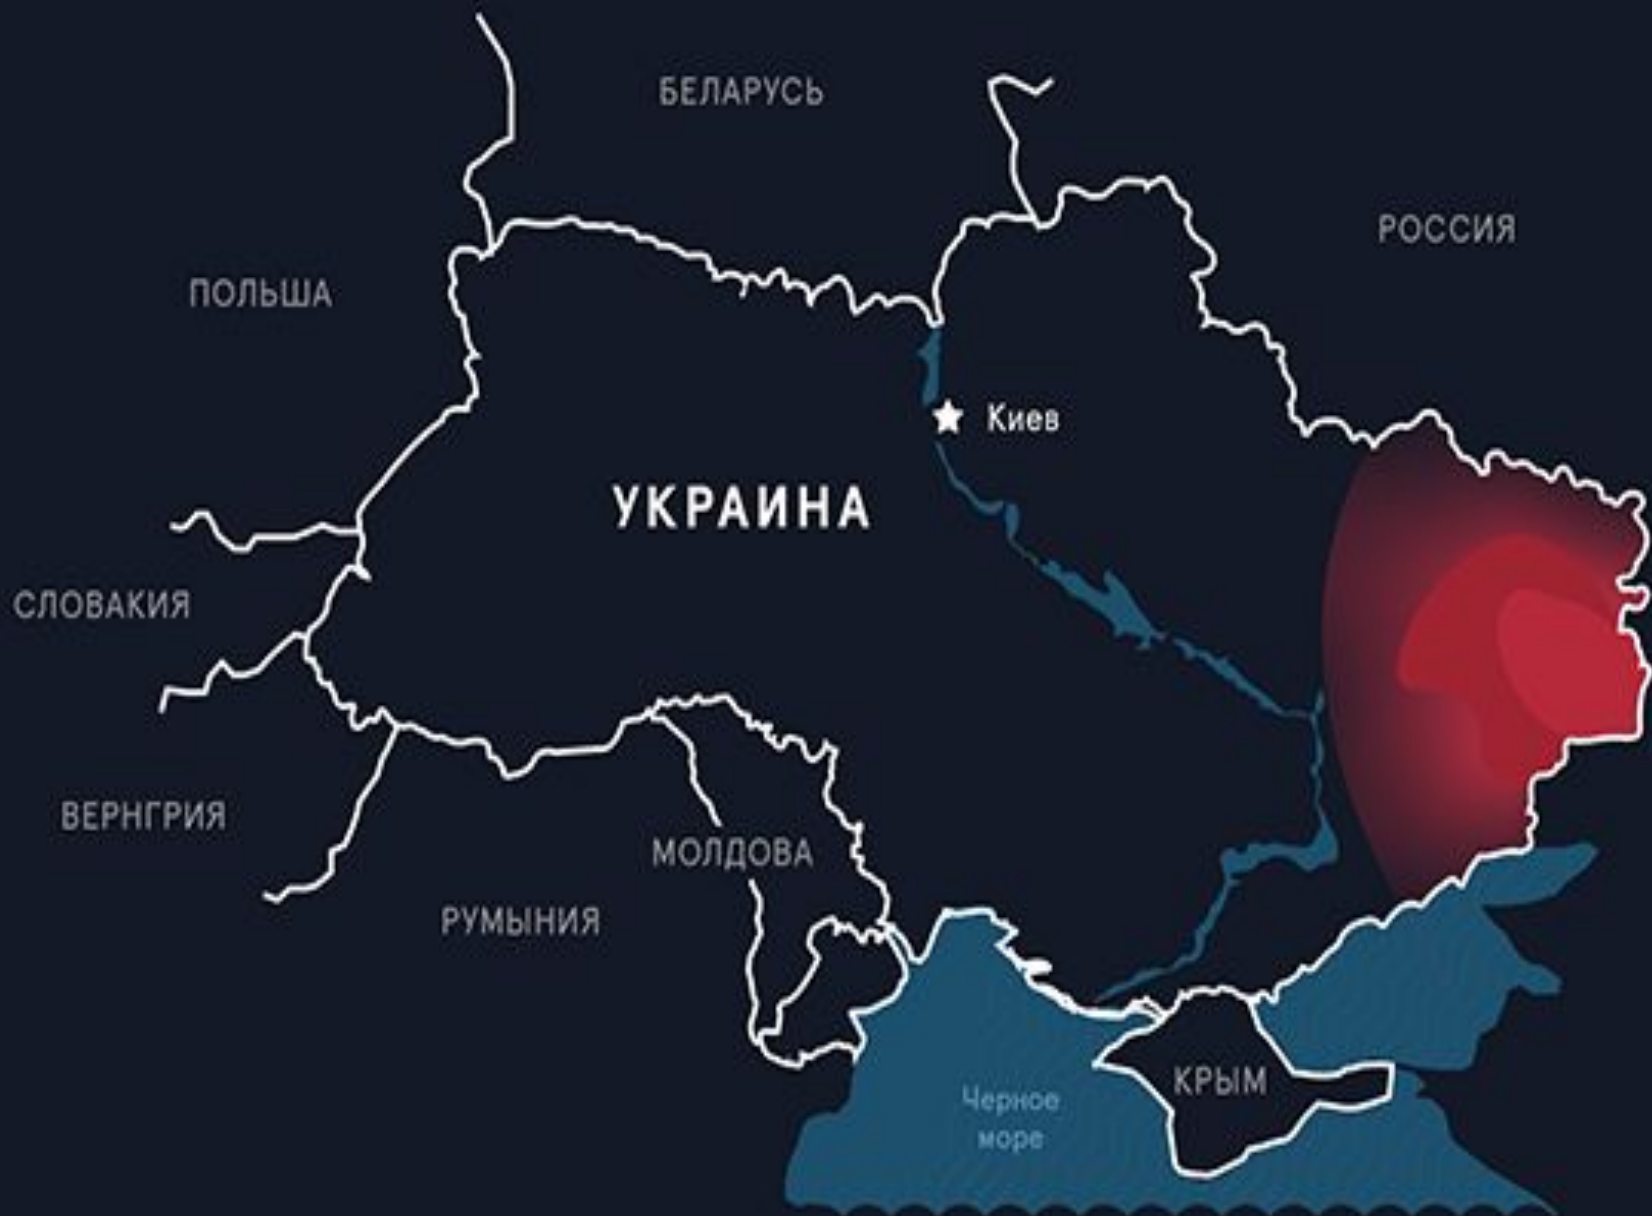 БЕЛАРУСЬ
РОССИЯ
ПОЛЬША
Киев
УКРАИНА
СЛОВАКИЯ
ВЕРНГРИЯ
МОЛДОВА
РУМЫНИЯ
КРЫМ
Черное
море